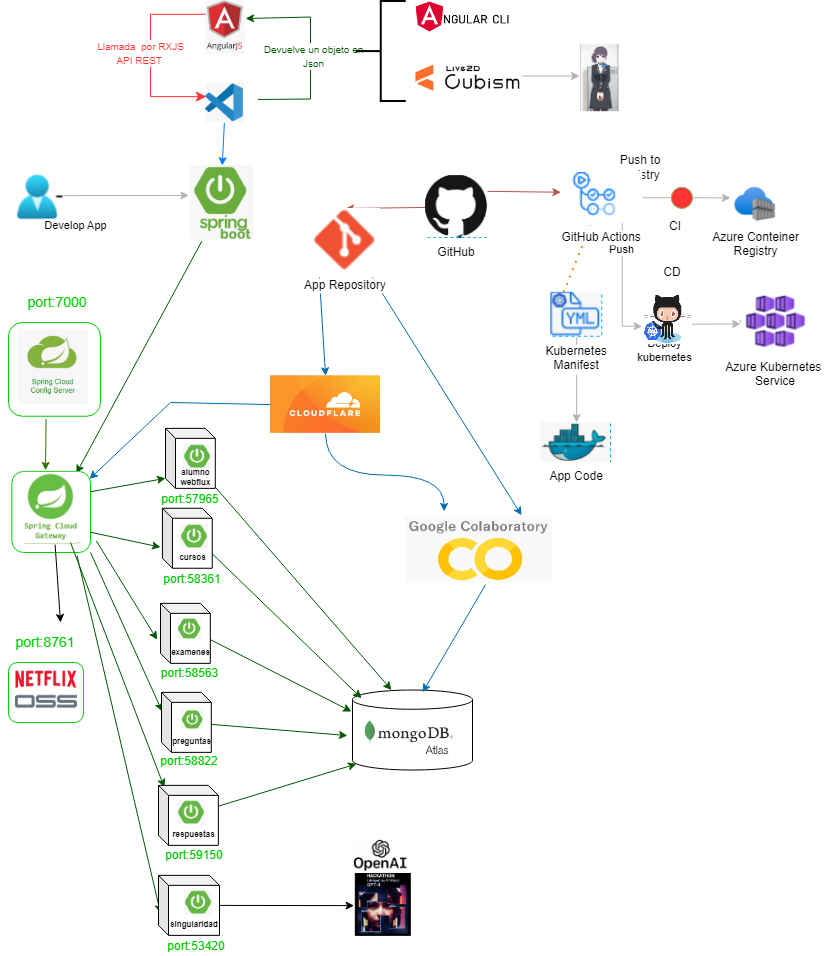 ANGULAR CLI
AngularJS
Llamada por RXJS
API REST
Devuelve un objeto en
Json
Live2D
Cubism
Push to
stry
Develop App
spring
boot
GitHub
GitHub Actions
Push
CI
Azure Conteiner
Registry
App Repository
CD
YML
Kubernetes
Manifest
Deploy
kubernetes
Azure Kubernetes
Service
port:7000
Spring Cloud
Config Server
CLOUDFLARE
App Code
alumno
webflux
port:57965
Spring Cloud
Gateway
Google Colaboratory
cursos
port:58361
port:8761
NETFLIX
OSS
examenes
port:58563
preguntas
port:58822
mongoDB.
Atlas
respuestas
port:59150
OpenAI
HACKATHON
GPT-4
singularidad
port:53420